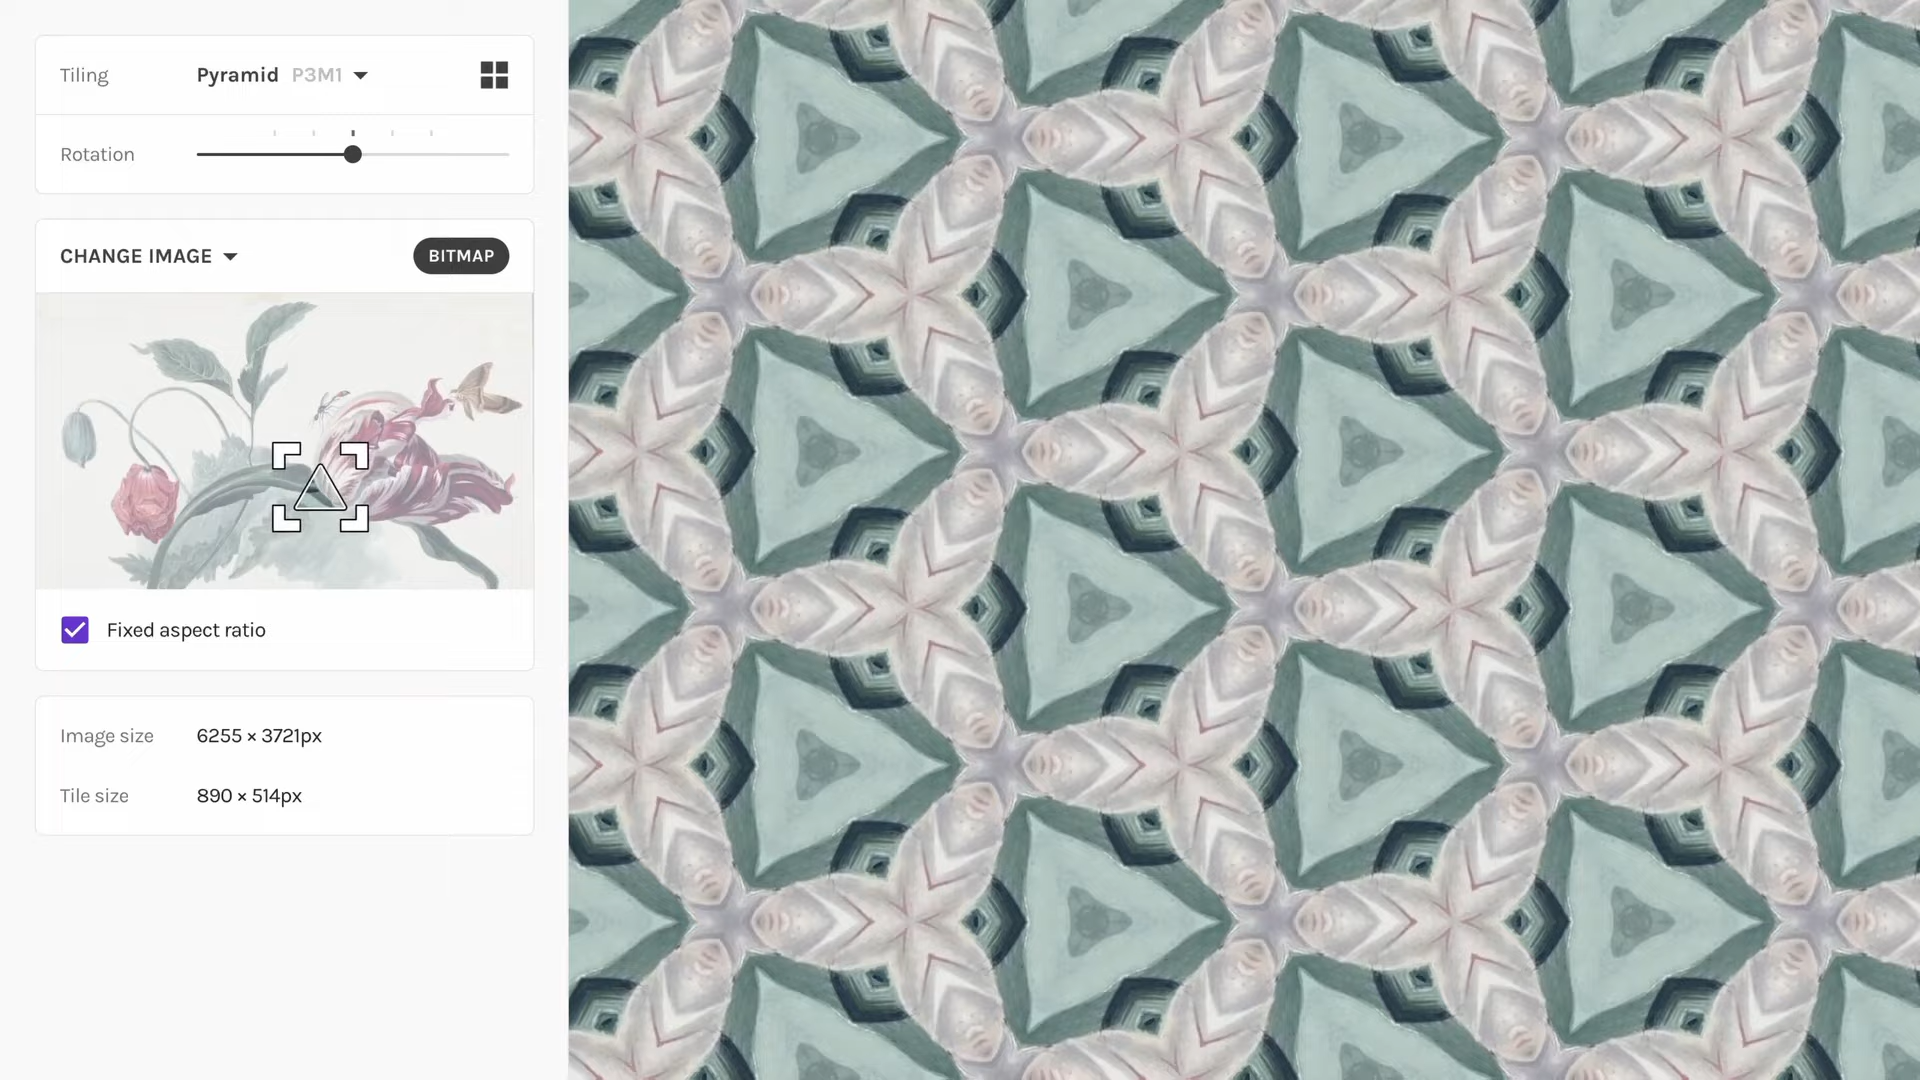 Tiling Pyramid P3M1
Rotation
CHANGE IMAGE BITMAP
Fixed aspect ratio
Image size 6255 × 3721px
Tile size 890 × 514px